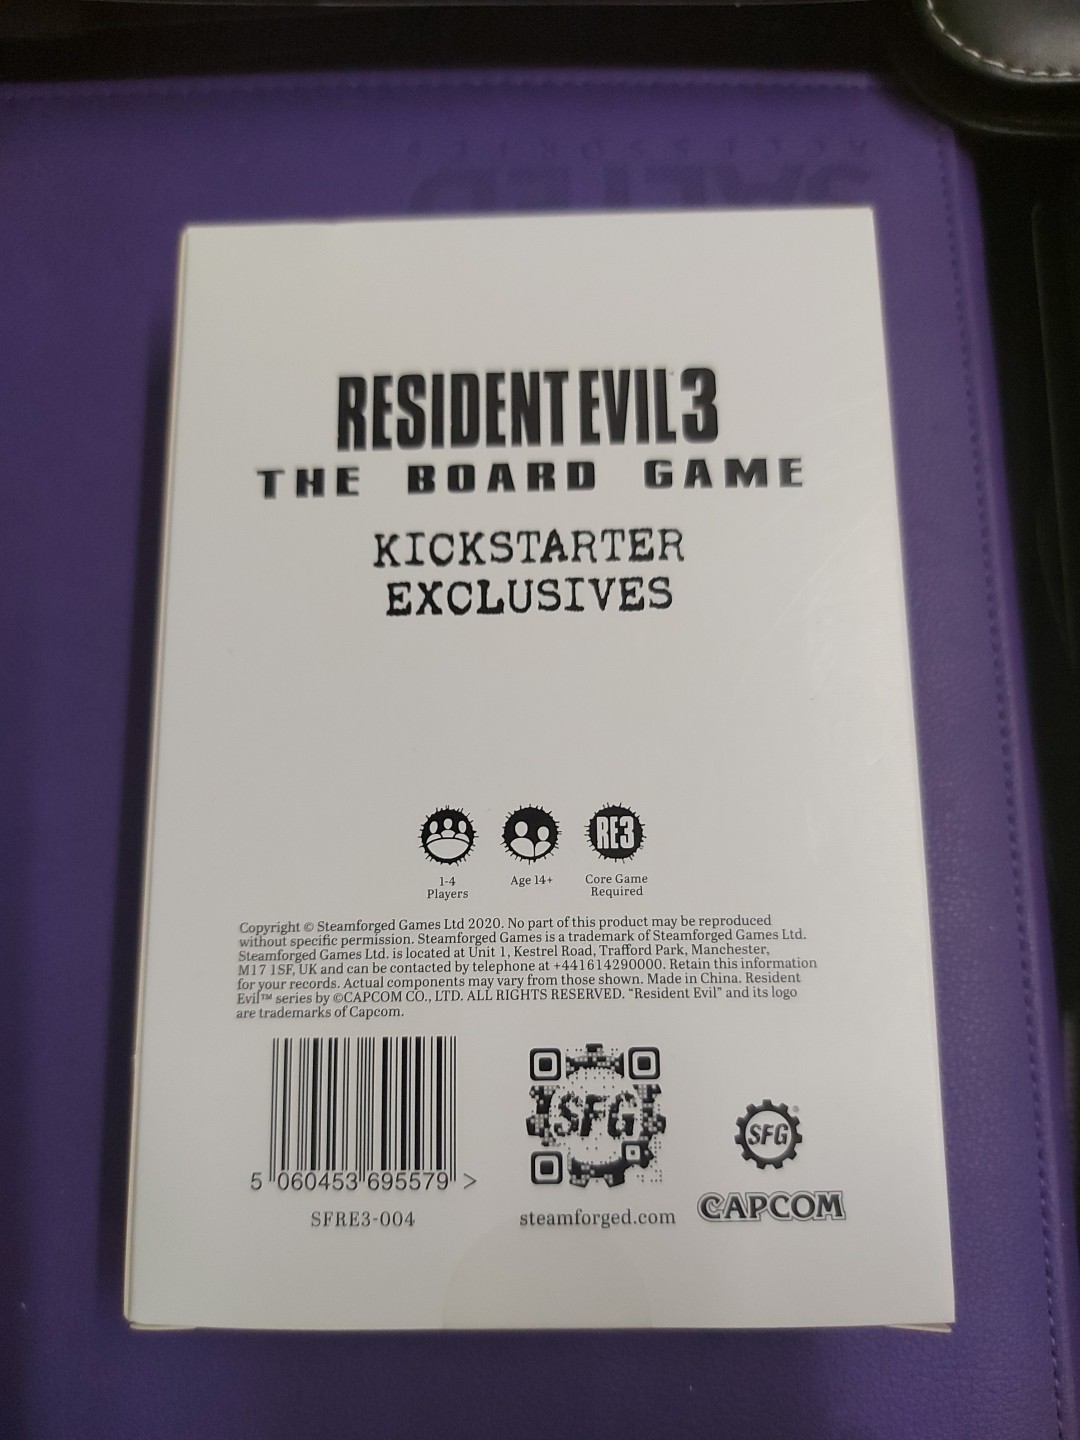 RESIDENT EVIL 3
THE BOARD GAME
KICKSTARTER
EXCLUSIVES
RE3
1-4
Players
Age 14+
Core Game
Required
Copyright © Steamforged Games Ltd 2020. No part of this product may be reproduced
without specific permission. Steamforged Games is a trademark of Steamforged Games Ltd.
Steamforged Games Ltd. is located at Unit 1, Kestrel Road, Trafford Park, Manchester,
M17 1SF, UK and can be contacted by telephone at +441614290000. Retain this information
for your records. Actual components may vary from those shown. Made in China. Resident
Evil™ series by ©CAPCOM CO., LTD. ALL RIGHTS RESERVED. "Resident Evil" and its logo
are trademarks of Capcom.
5 060453 695579 >
SFRE3-004
SFG
steamforged.com
SFG®
CAPCOM